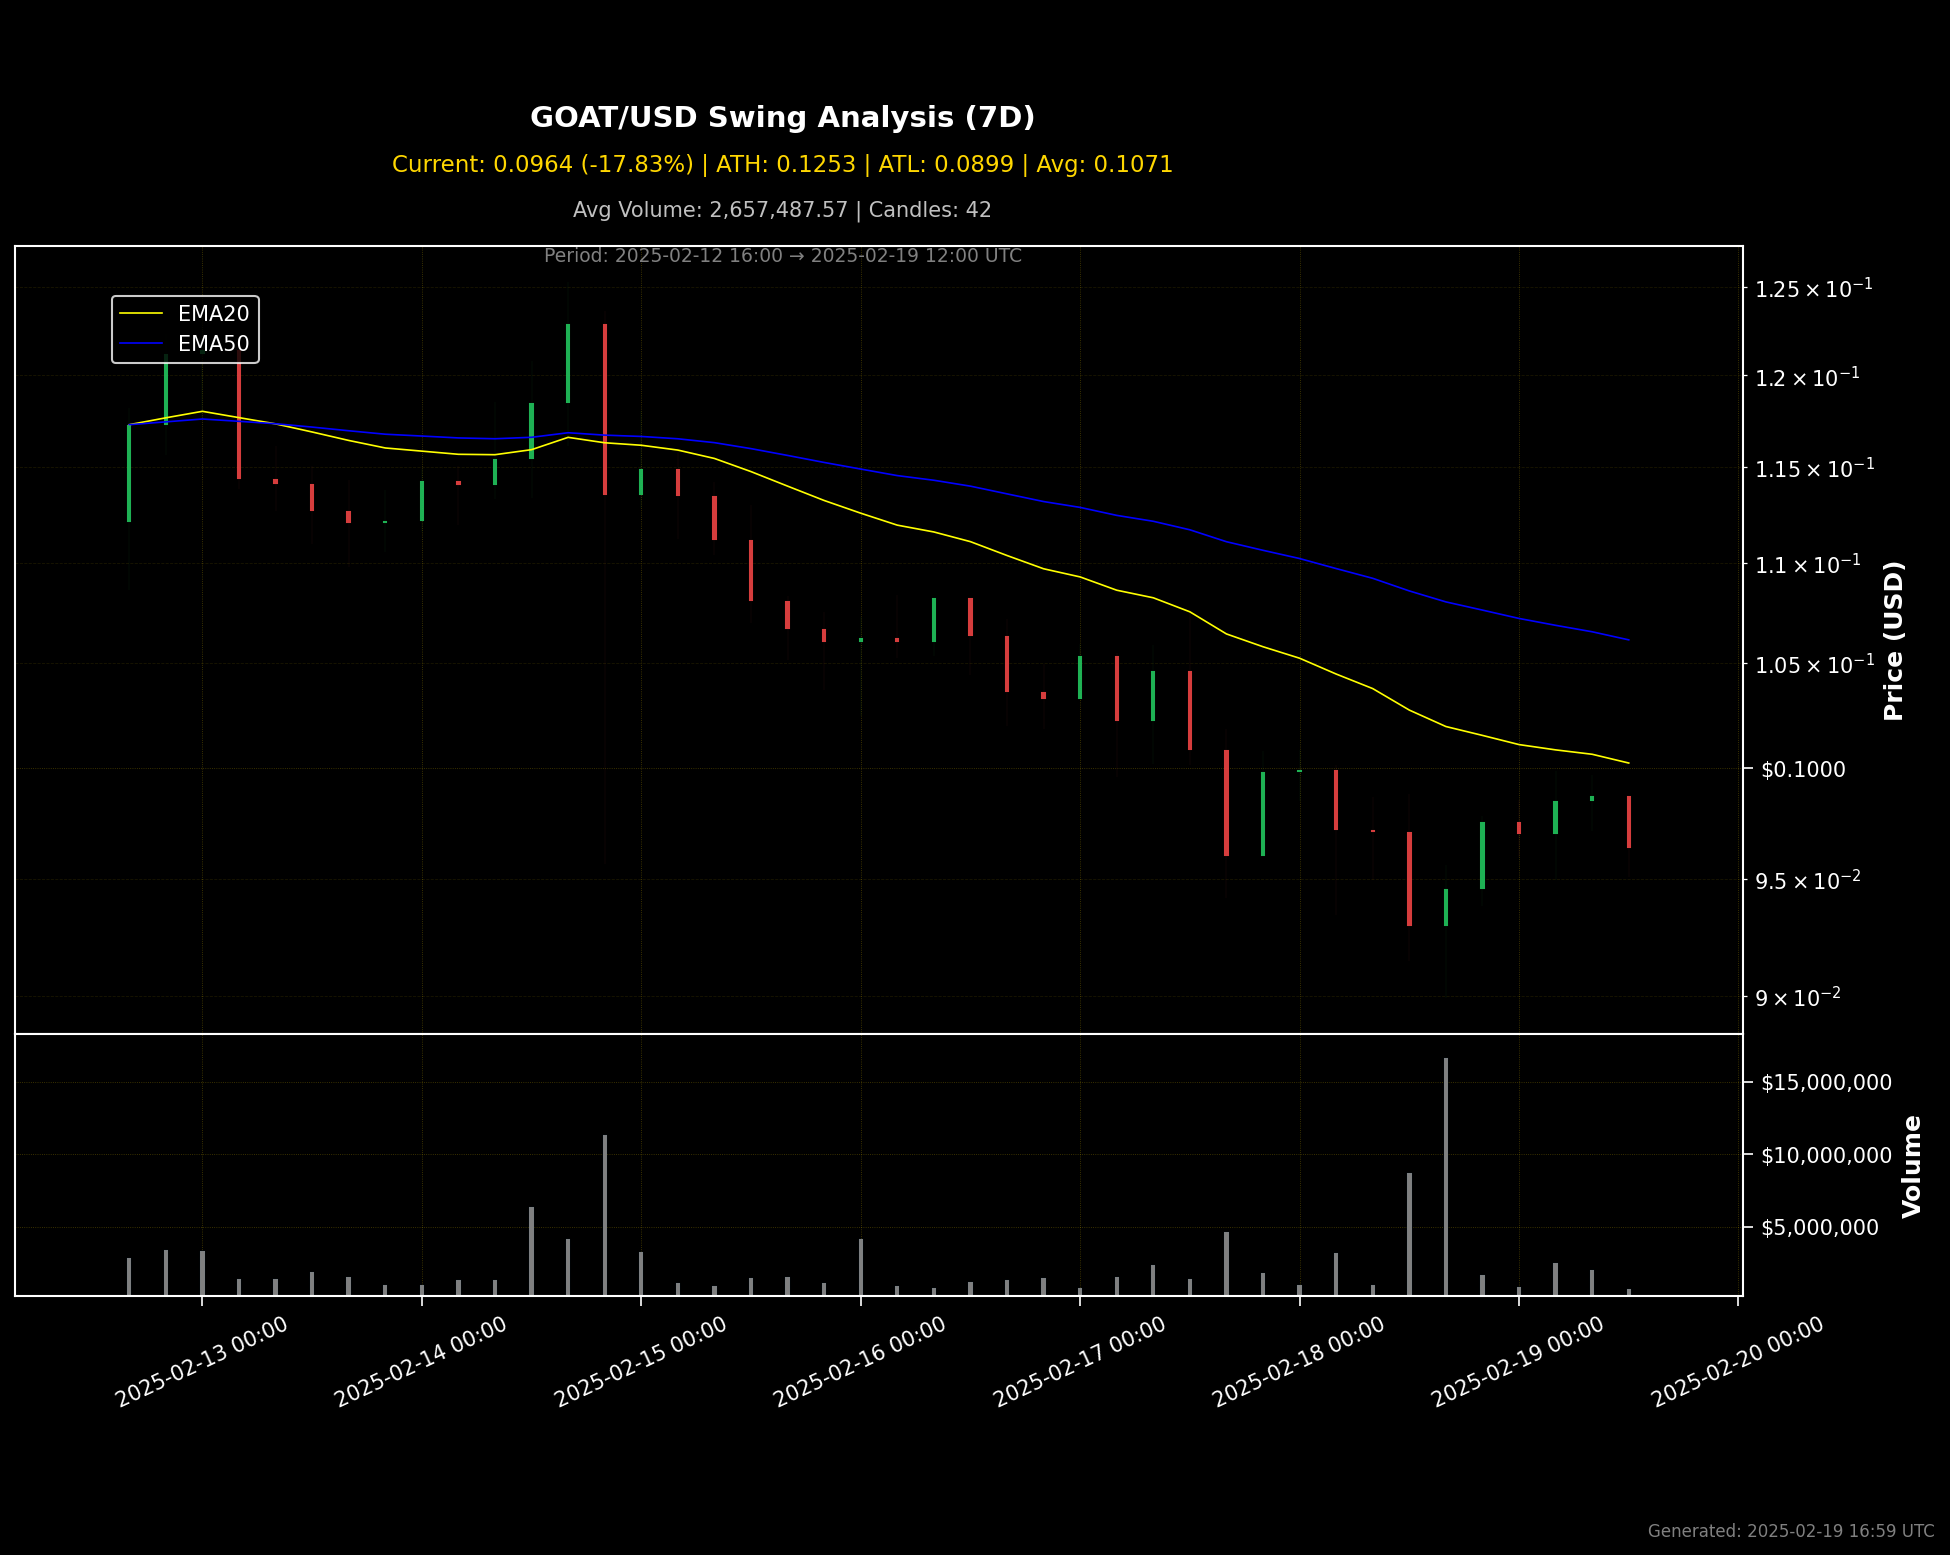 GOAT/USD Swing Analysis (7D)
Current: 0.0964 (-17.83%) | ATH: 0.1253 | ATL: 0.0899 | Avg: 0.1071
Avg Volume: 2,657,487.57 | Candles: 42
Period: 2025-02-12 16:00 → 2025-02-19 12:00 UTC
EMA20
EMA50
1.25 × 10⁻¹
1.2 × 10⁻¹
1.15 × 10⁻¹
1.1 × 10⁻¹
1.05 × 10⁻¹
$0.1000
9.5 × 10⁻²
9 × 10⁻²
Price (USD)
$15,000,000
$10,000,000
$5,000,000
Volume
2025-02-13 00:00
2025-02-14 00:00
2025-02-15 00:00
2025-02-16 00:00
2025-02-17 00:00
2025-02-18 00:00
2025-02-19 00:00
2025-02-20 00:00
Generated: 2025-02-19 16:59 UTC